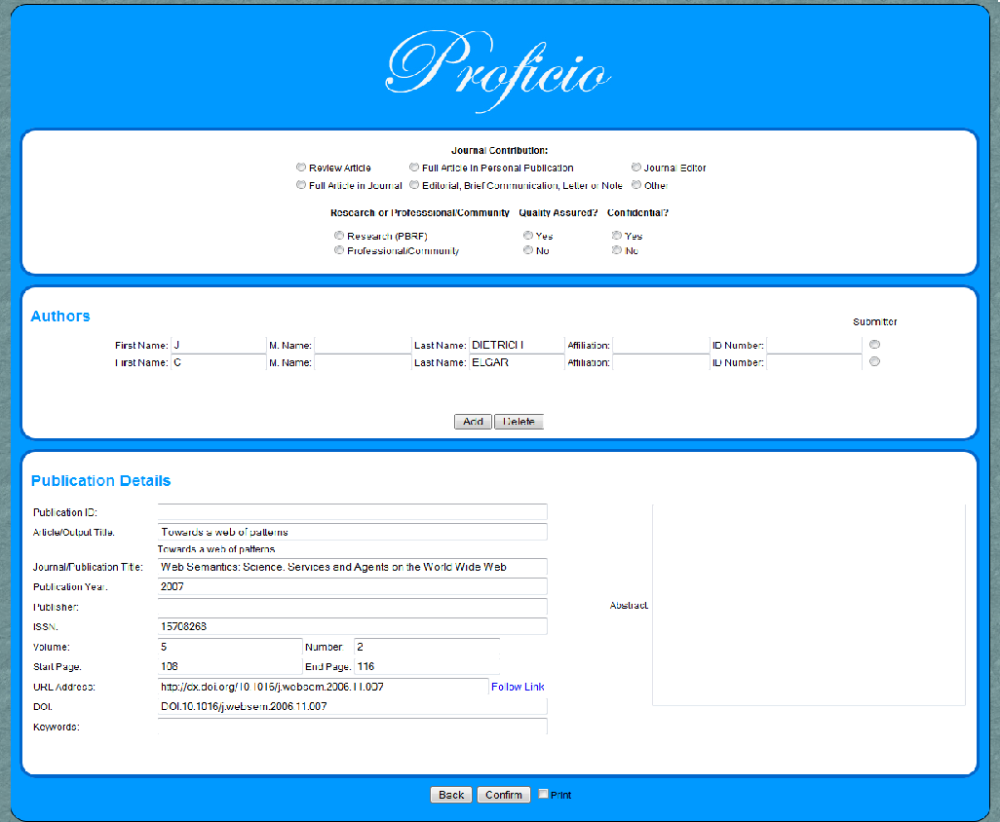 Proficio
Journal Contribution:
Review Article Full Article in Personal Publication Journal Editor
Full Article in Journal Editorial, Brief Communication, Letter or Note Other
Research or Professsional/Community Quality Assured? Confidential?
Research (PBRF) Yes Yes
Professional/Community No No
Authors
Submitter
First Name: J M. Name: Last Name: DIETRICH Affiliation: ID Number:
First Name: C M. Name: Last Name: ELGAR Affiliation: ID Number:
Add Delete
Publication Details
Publication ID:
Article/Output Title: Towards a web of patterns
Towards a web of patterns
Journal/Publication Title: Web Semantics: Science, Services and Agents on the World Wide Web
Publication Year: 2007
Publisher:
Abstract
ISSN: 15708268
Volume: 5 Number: 2
Start Page: 108 End Page: 116
URL Address: http://dx.doi.org/10.1016/j.websem.2006.11.007 Follow Link
DOI: DOI.10.1016/j.websem.2006.11.007
Keywords:
Back Confirm Print